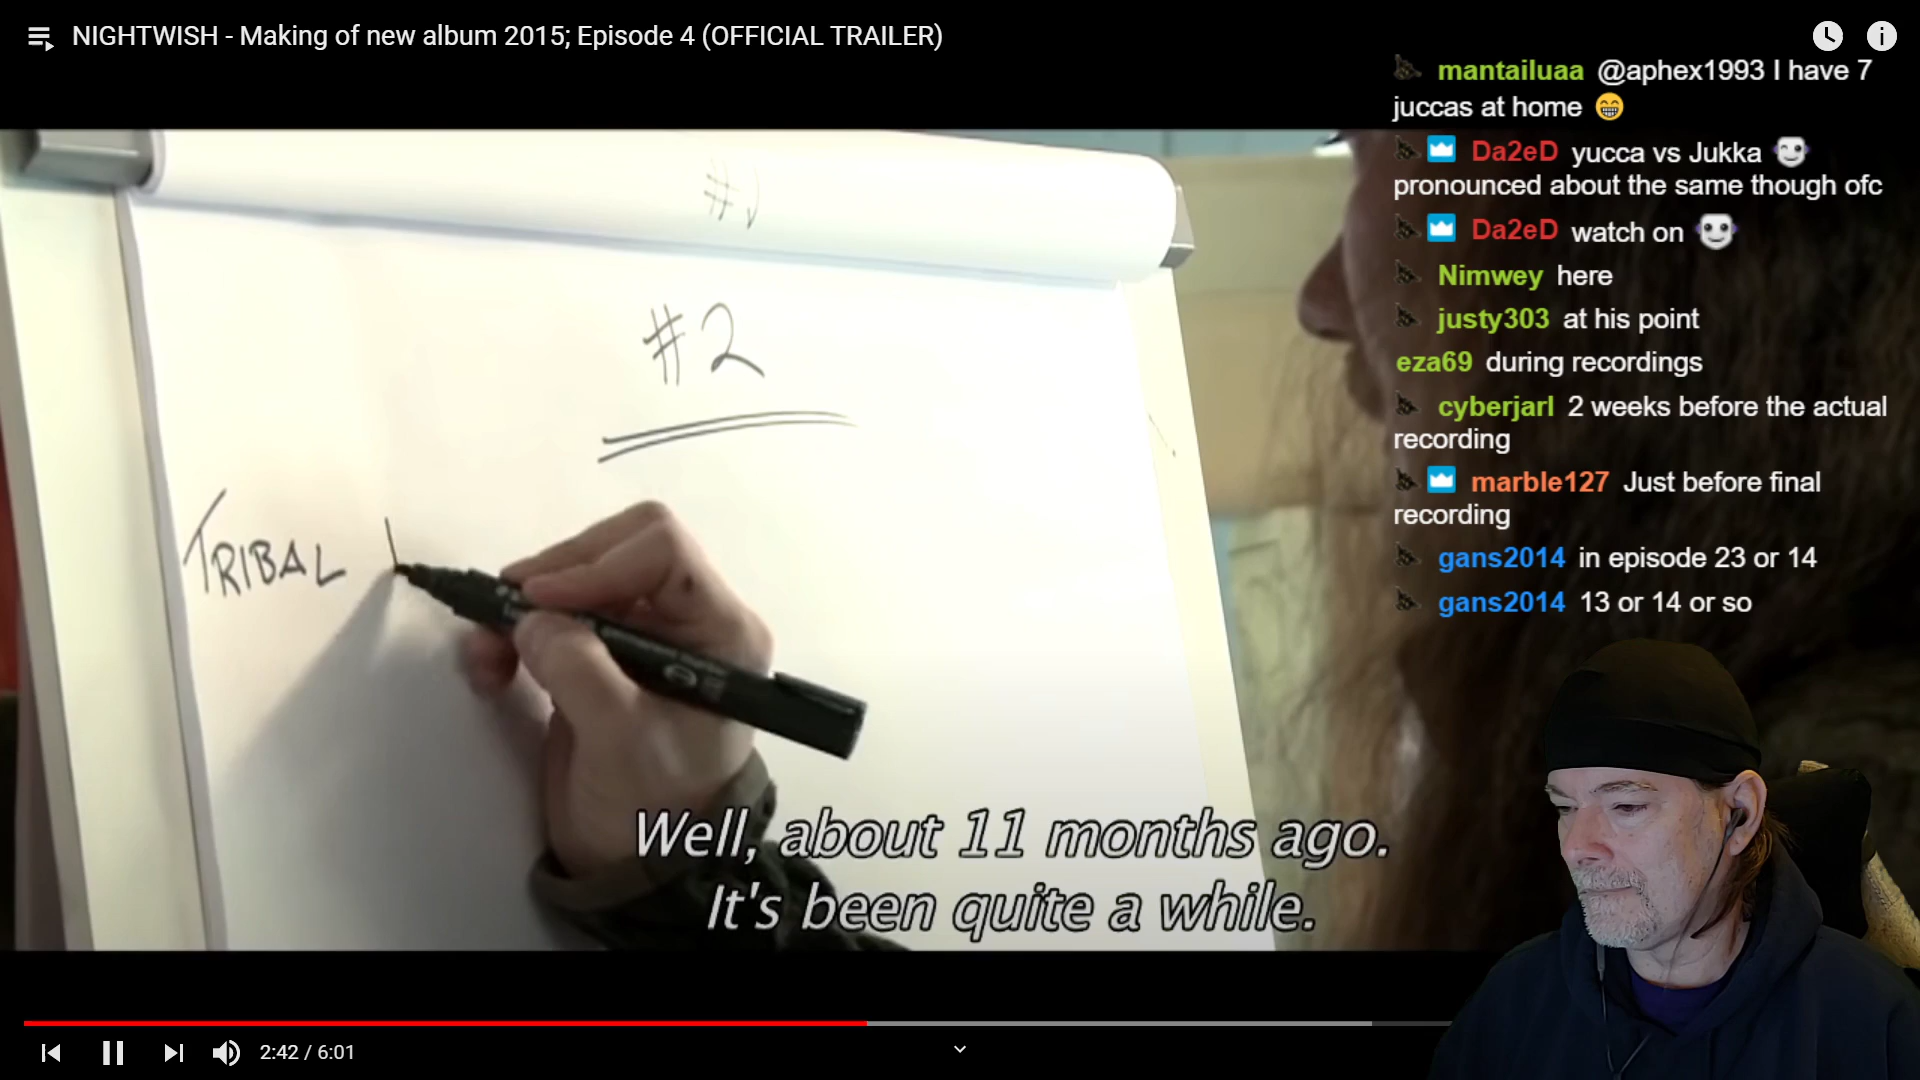 NIGHTWISH - Making of new album 2015; Episode 4 (OFFICIAL TRAILER)
mantailuaa @aphex1993 I have 7
juccas at home
Da2eD yucca vs Jukka
pronounced about the same though ofc
Da2eD watch on
Nimwey here
justy303 at his point
eza69 during recordings
cyberjarl 2 weeks before the actual
recording
marble127 Just before final
recording
gans2014 in episode 23 or 14
gans2014 13 or 14 or so
#1
#2
TRIBAL
Well, about 11 months ago.
It's been quite a while.
2:42 / 6:01